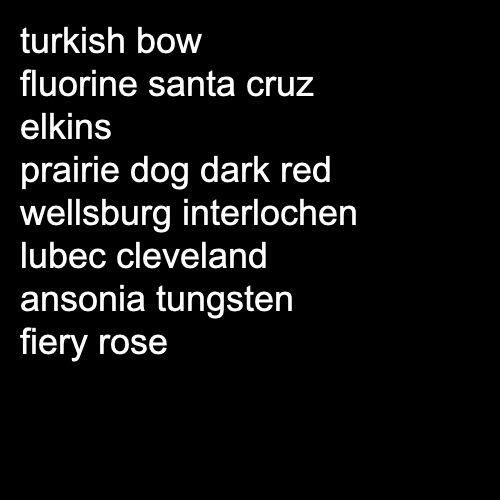 turkish bow
fluorine santa cruz
elkins
prairie dog dark red
wellsburg interlochen
lubec cleveland
ansonia tungsten
fiery rose